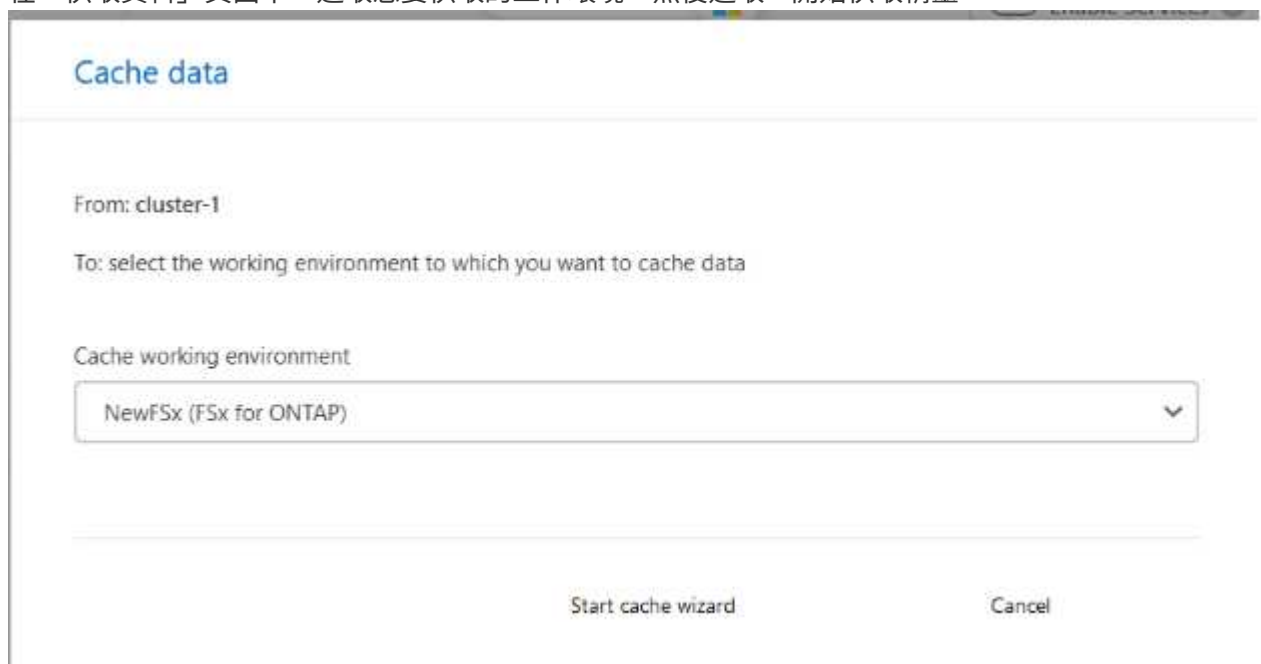 Cache data
From: cluster-1
To: select the working environment to which you want to cache data
Cache working environment
NewFSx (FSx for ONTAP)
Start cache wizard Cancel